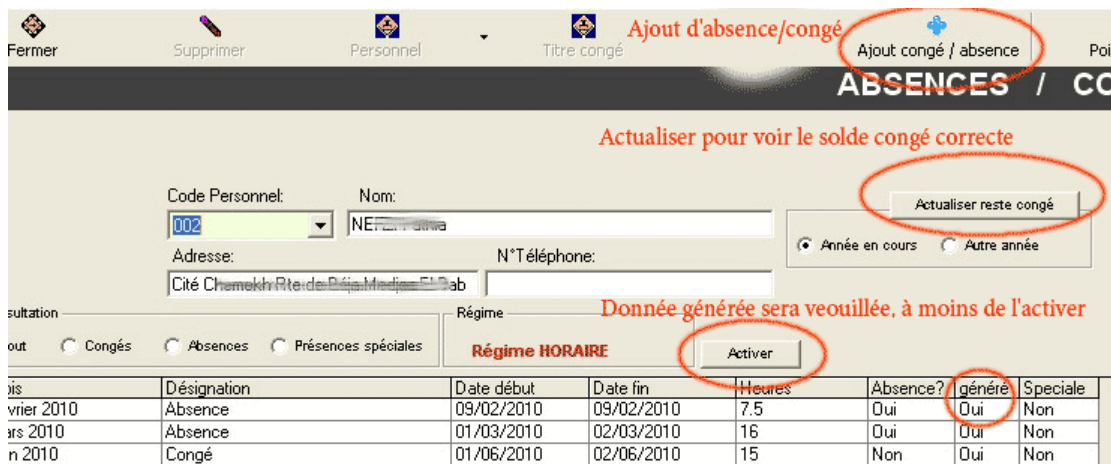 Ajout d'absence/congé
Fermer Supprimer Personnel Titre congé Ajout congé / absence Poi
ABSENCES / CO
Actualiser pour voir le solde congé correcte
Code Personnel: Nom:
Actualiser reste congé
002
Année en cours Autre année
Adresse: N°Téléphone:
Cité
Donnée générée sera veouillée, à moins de l'activer
sultation Régime
out Congés Absences Présences spéciales Régime HORAIRE Activer
is Désignation Date début Date fin Heures Absence? généré Speciale
vrier 2010 Absence 09/02/2010 09/02/2010 7.5 Oui Oui Non
ars 2010 Absence 01/03/2010 02/03/2010 16 Oui Oui Non
n 2010 Congé 01/06/2010 02/06/2010 15 Non Oui Non